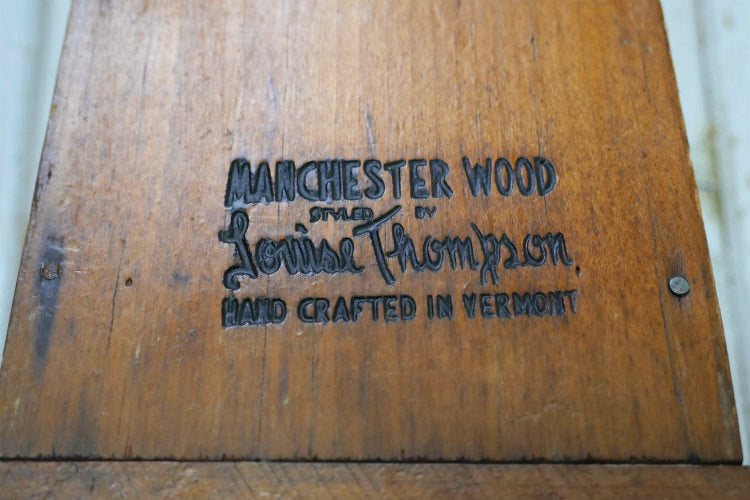 MANCHESTER WOOD
STYLED BY
Louise Thompson
HAND CRAFTED IN VERMONT